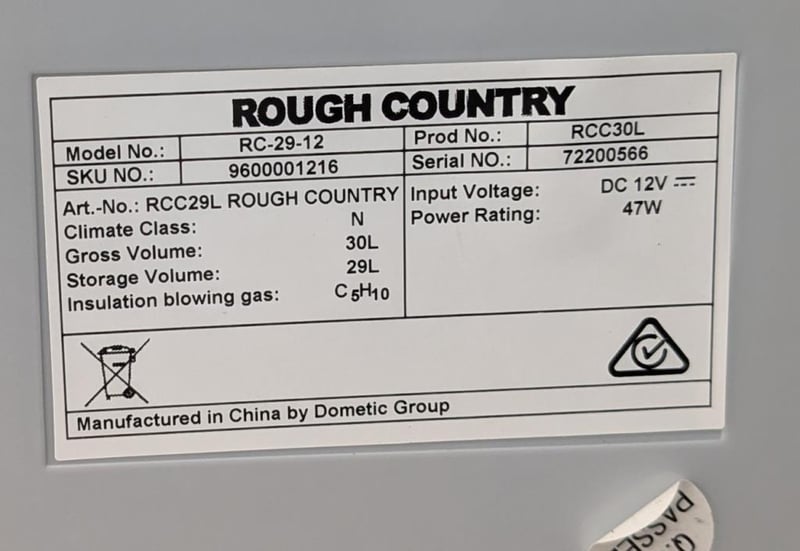 ROUGH COUNTRY
Model No.: RC-29-12 Prod No.: RCC30L
SKU NO.: 9600001216 Serial NO.: 72200566
Art.-No.: RCC29L ROUGH COUNTRY Input Voltage: DC 12V ⎓
Climate Class: N Power Rating: 47W
Gross Volume: 30L
Storage Volume: 29L
Insulation blowing gas: C5H10
Manufactured in China by Dometic Group